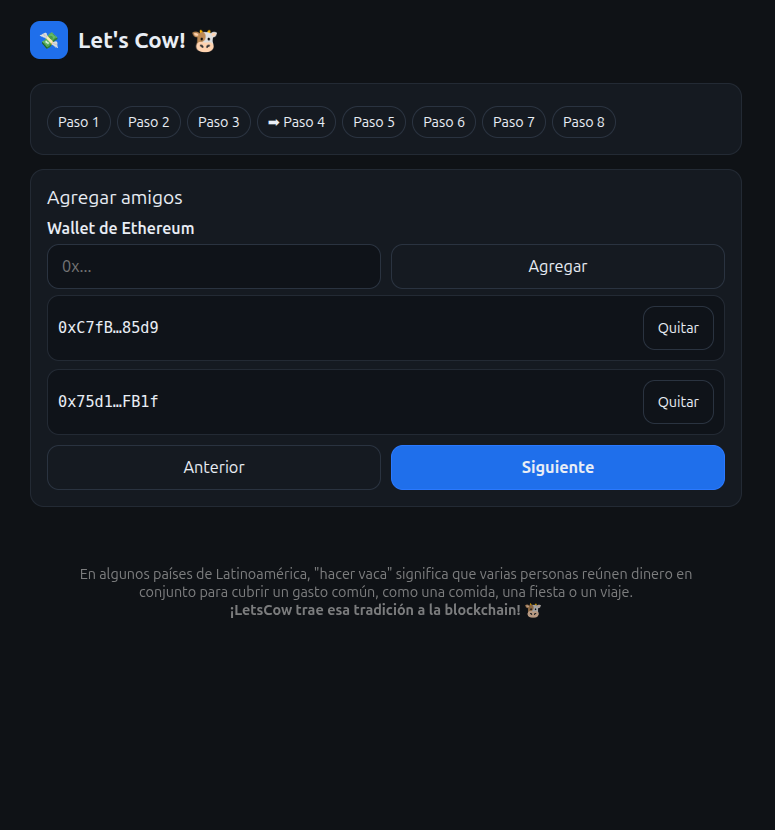 Let's Cow! 🐮
Paso 1 Paso 2 Paso 3 ➡ Paso 4 Paso 5 Paso 6 Paso 7 Paso 8
Agregar amigos
Wallet de Ethereum
0x... Agregar
0xC7fB…85d9 Quitar
0x75d1…FB1f Quitar
Anterior Siguiente
En algunos países de Latinoamérica, "hacer vaca" significa que varias personas reúnen dinero en
conjunto para cubrir un gasto común, como una comida, una fiesta o un viaje.
¡LetsCow trae esa tradición a la blockchain! 🐮